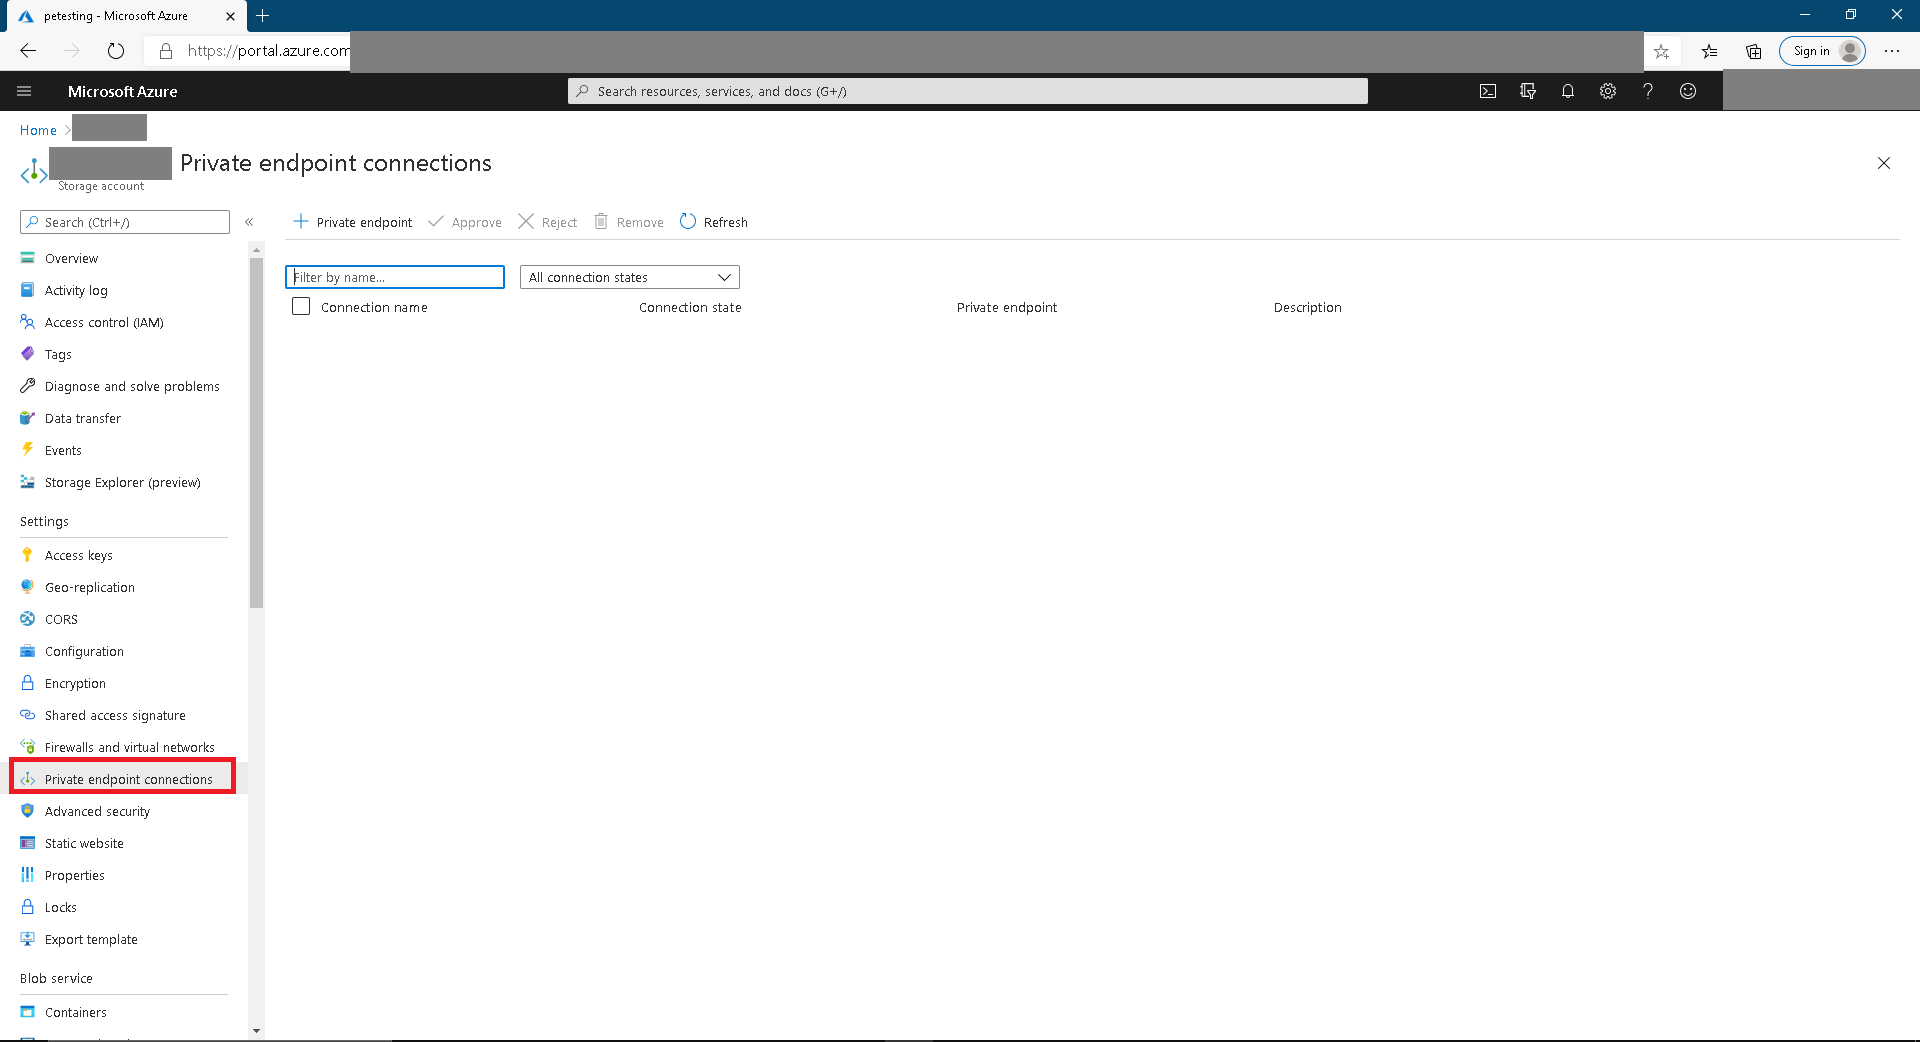 petesting - Microsoft Azure
https://portal.azure.com
Sign in
Microsoft Azure
Search resources, services, and docs (G+/)
Home
Private endpoint connections
Storage account
Search (Ctrl+/)
Private endpoint
Approve
Reject
Remove
Refresh
Filter by name...
All connection states
Connection name
Connection state
Private endpoint
Description
Overview
Activity log
Access control (IAM)
Tags
Diagnose and solve problems
Data transfer
Events
Storage Explorer (preview)
Settings
Access keys
Geo-replication
CORS
Configuration
Encryption
Shared access signature
Firewalls and virtual networks
Private endpoint connections
Advanced security
Static website
Properties
Locks
Export template
Blob service
Containers